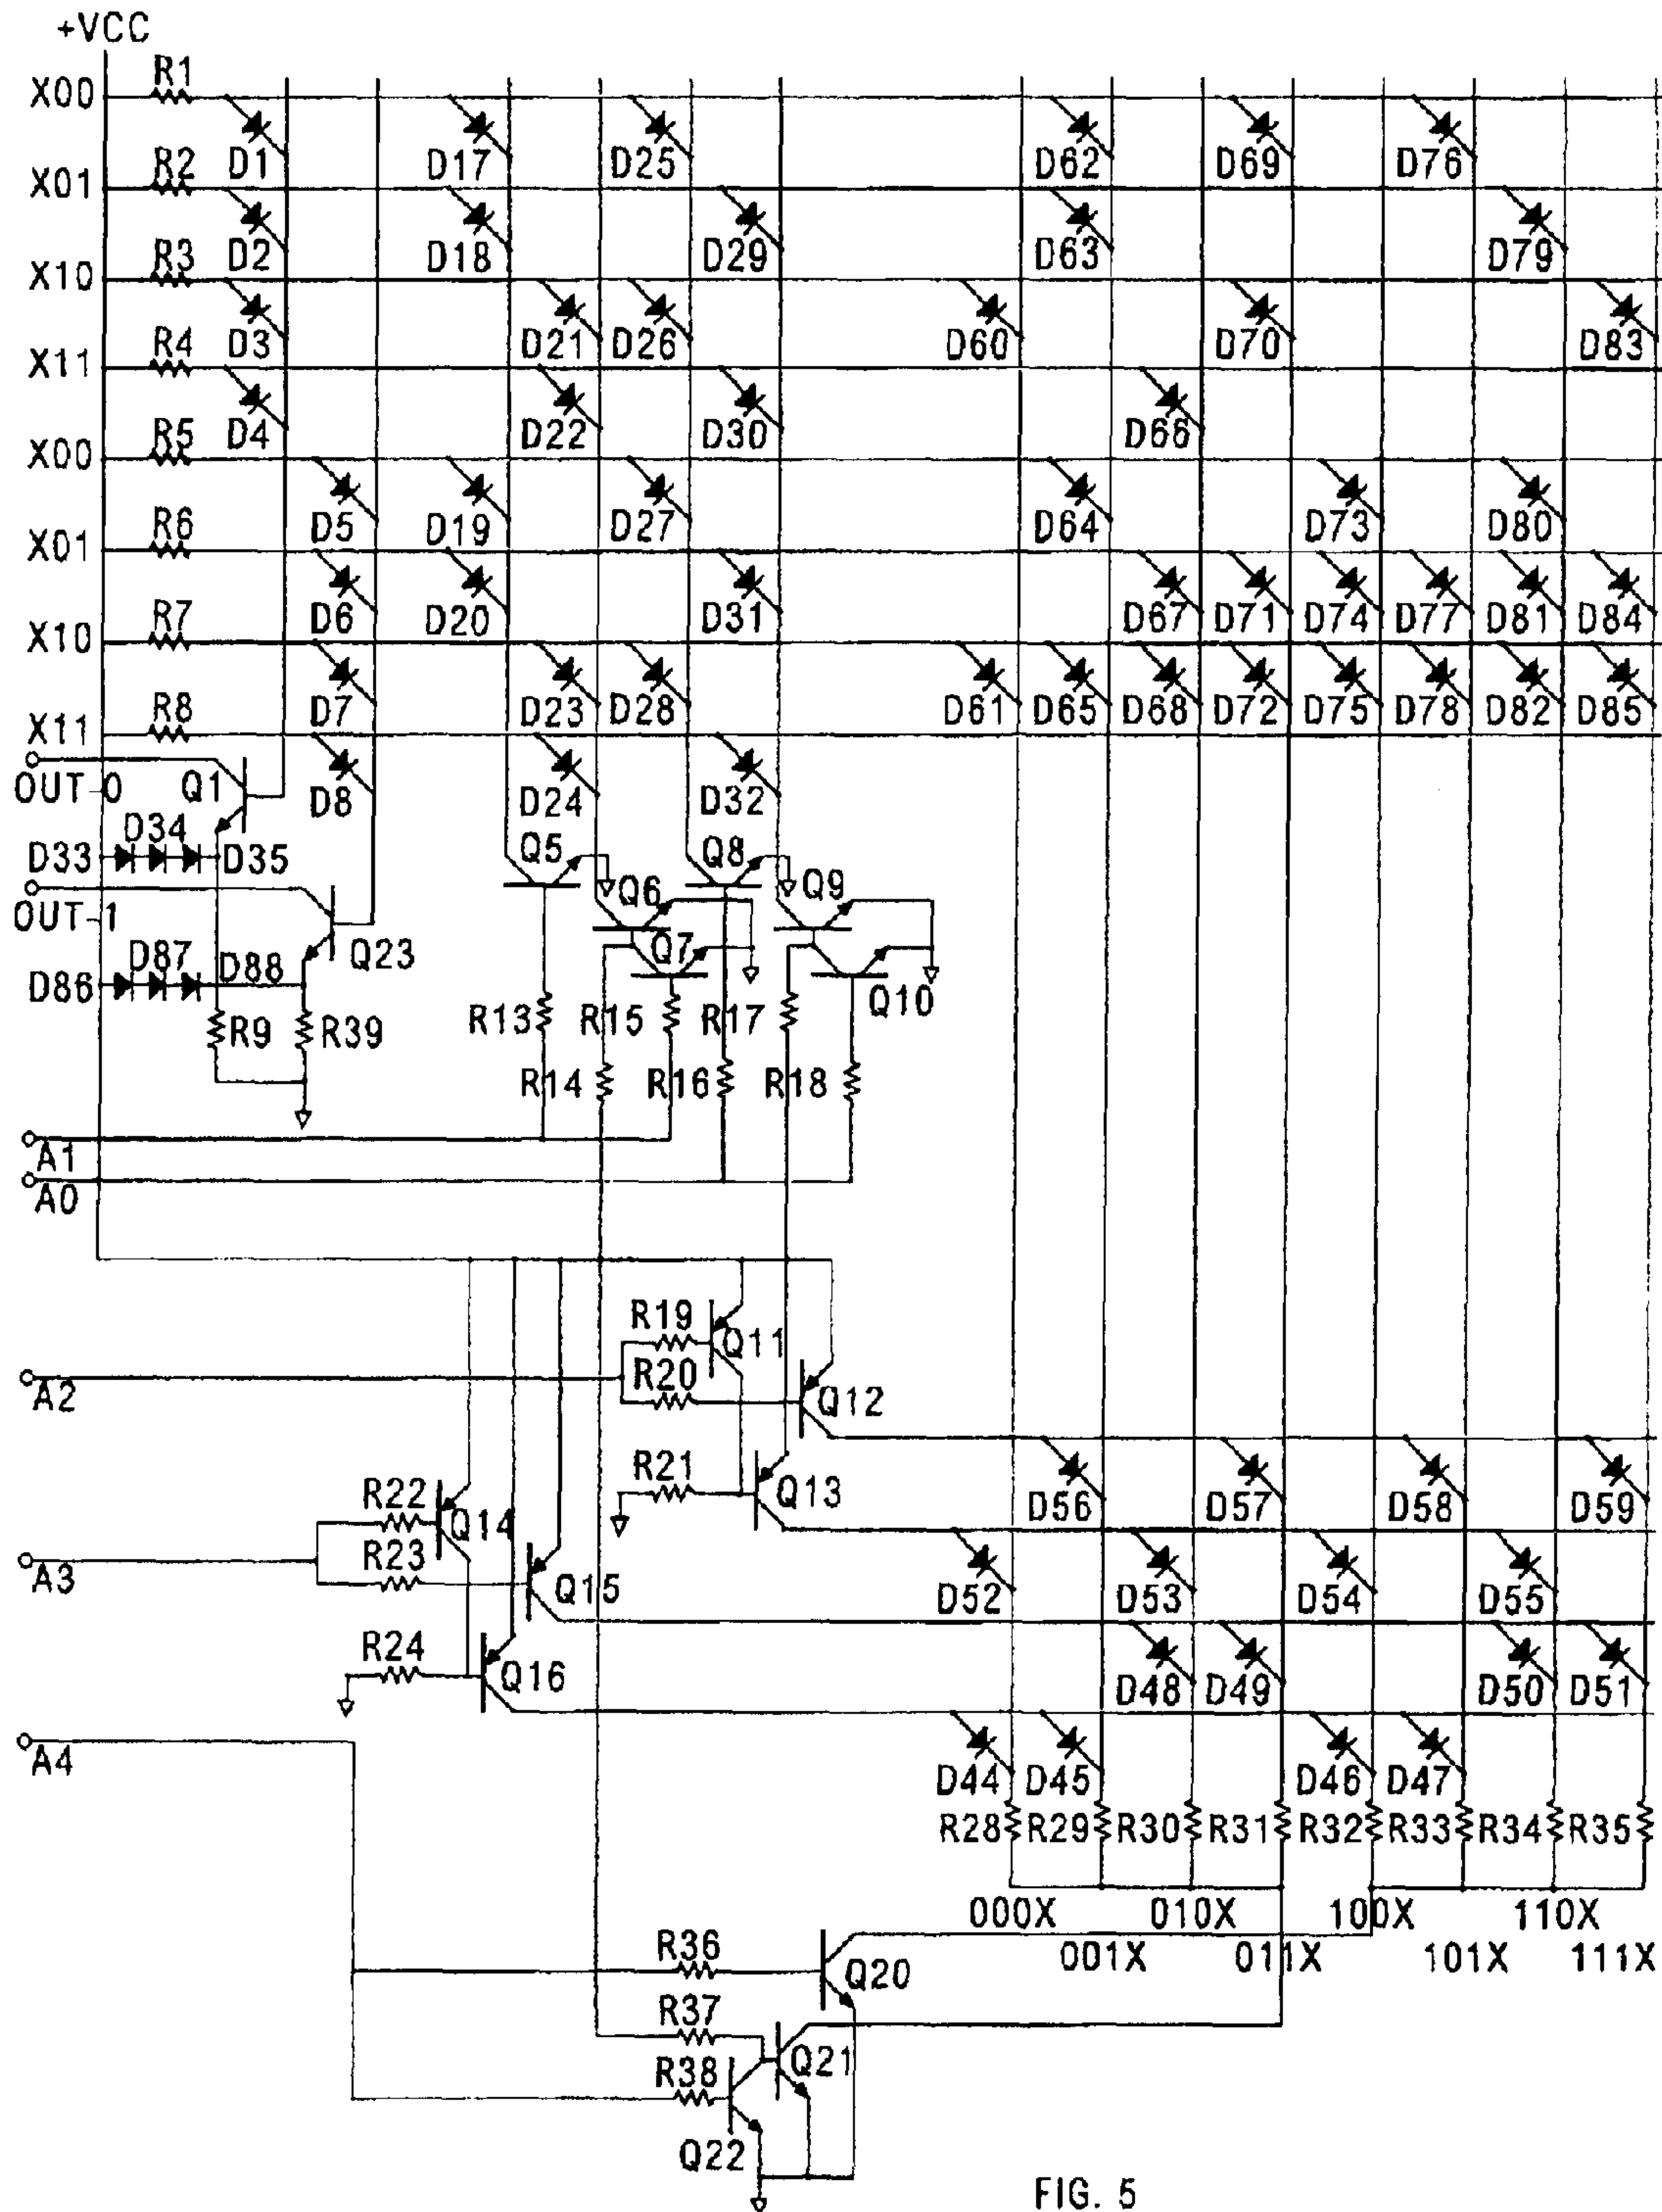 +VCC
R1
X00
D1 D17 D25 D62 D69 D76
R2
X01
D2 D18 D29 D63 D79
R3
X10
D3 D21 D26 D60 D70 D83
R4
X11
D4 D22 D30 D66
R5
X00
D5 D19 D27 D64 D73 D80
R6
X01
D6 D20 D31 D67 D71 D74 D77 D81 D84
R7
X10
D7 D23 D28 D61 D65 D68 D72 D75 D78 D82 D85
R8
X11
OUT-0 Q1 D8 D24 D32
D34
D33 D35 Q5 Q8
OUT-1 Q6 Q9
D87 Q7
D86 D88 Q23 Q10
R9 R39 R13 R15 R17
R14 R16 R18
A1
A0
R19
Q11
A2 R20 Q12
R21 Q13
D56 D57 D58 D59
R22 Q14
A3 R23 Q15
D52 D53 D54 D55
R24 Q16
D48 D49 D50 D51
A4
D44 D45 D46 D47
R28 R29 R30 R31 R32 R33 R34 R35
000X 010X 100X 110X
001X 011X 101X 111X
R36 Q20
R37
Q21
R38
Q22
FIG. 5